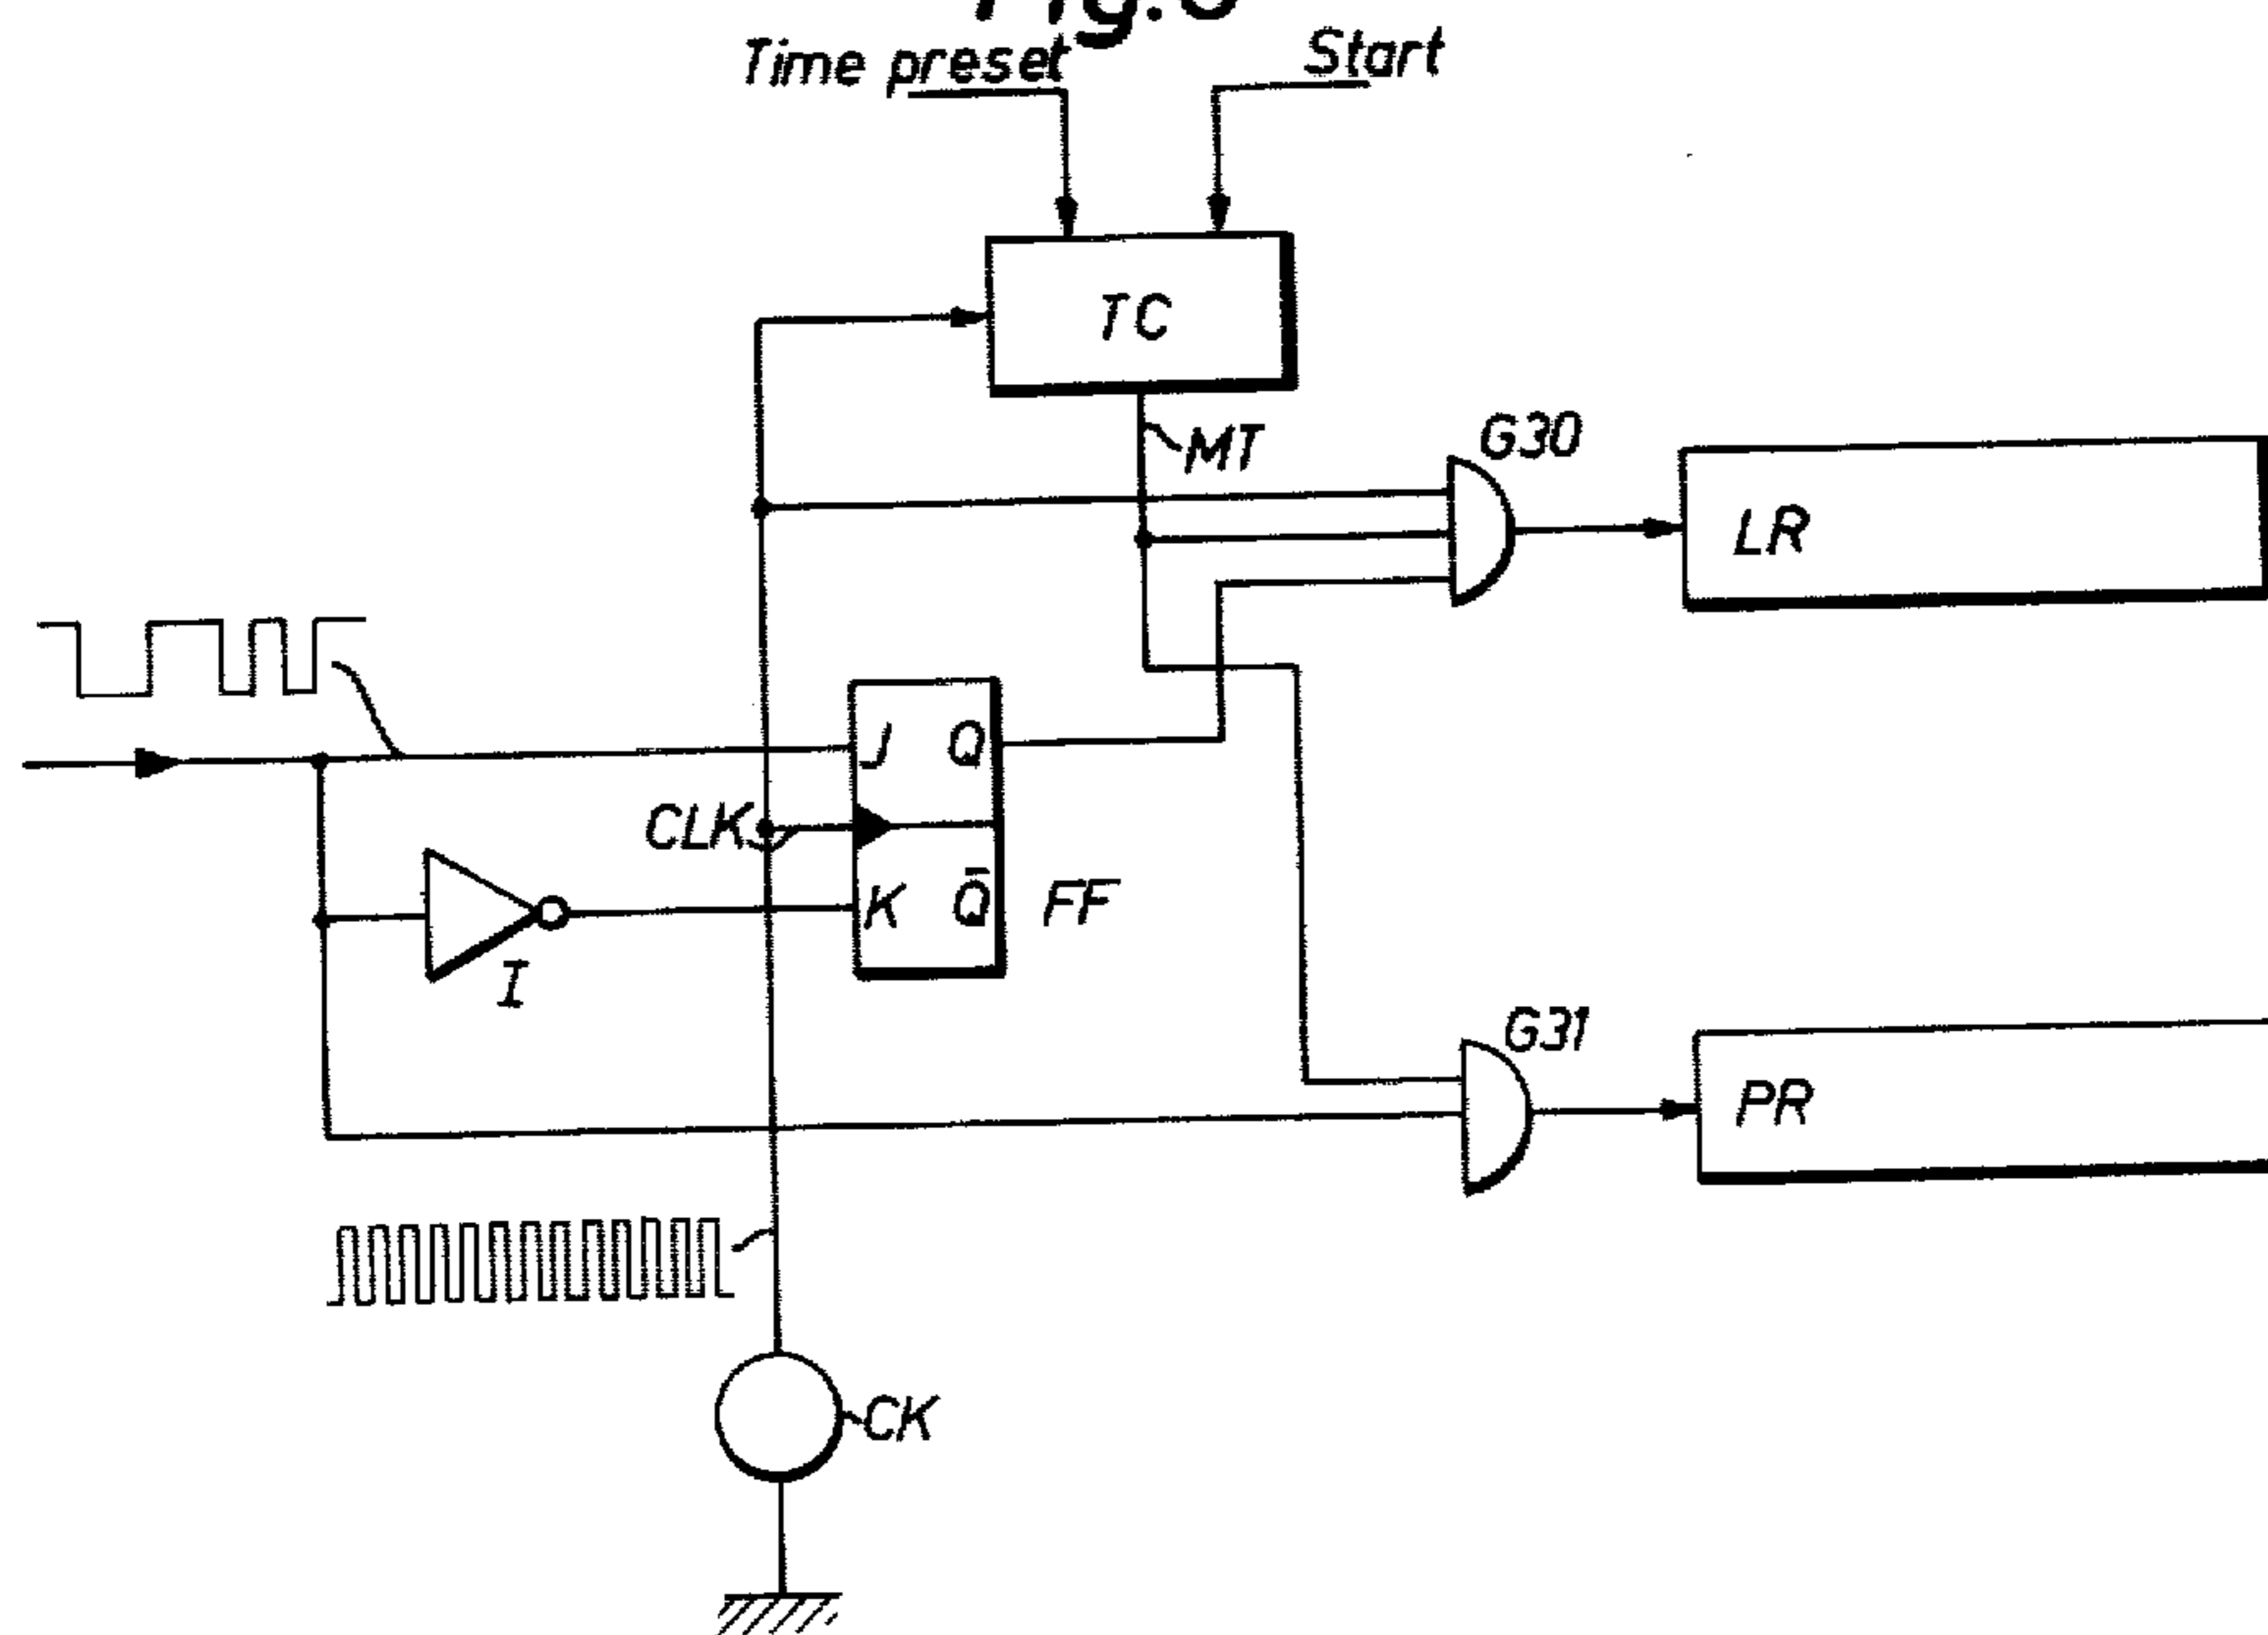 Time preset
Start
TC
MT
G30
LR
J
Q
CLK
K
Q̄
FF
I
G31
PR
CK